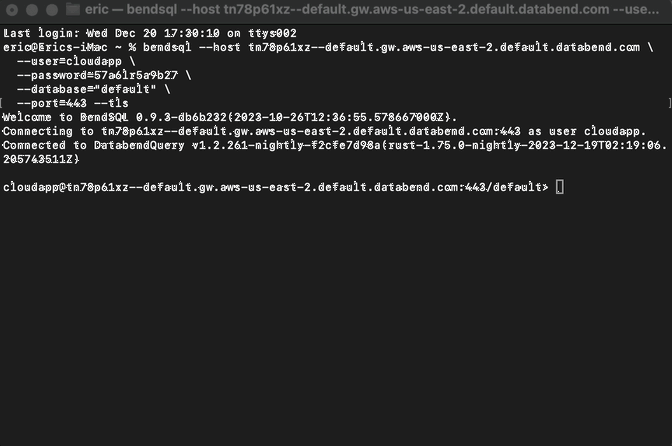 eric — bendsql --host tn78p61xz--default.gw.aws-us-east-2.default.databend.com --use...
Last login: Wed Dec 20 17:30:10 on ttys002
eric@Erics-iMac ~ % bendsql --host tn78p61xz--default.gw.aws-us-east-2.default.databend.com \
--user=cloudapp \
--password=57a6lr5a9b27 \
--database="default" \
--port=443 --tls
Welcome to BendSQL 0.9.3-db6b232(2023-10-26T12:36:55.578667000Z).
Connecting to tn78p61xz--default.gw.aws-us-east-2.default.databend.com:443 as user cloudapp.
Connected to DatabendQuery v1.2.261-nightly-f2cfe7d98a(rust-1.75.0-nightly-2023-12-19T02:19:06.
205743511Z)
cloudapp@tn78p61xz--default.gw.aws-us-east-2.default.databend.com:443/default>